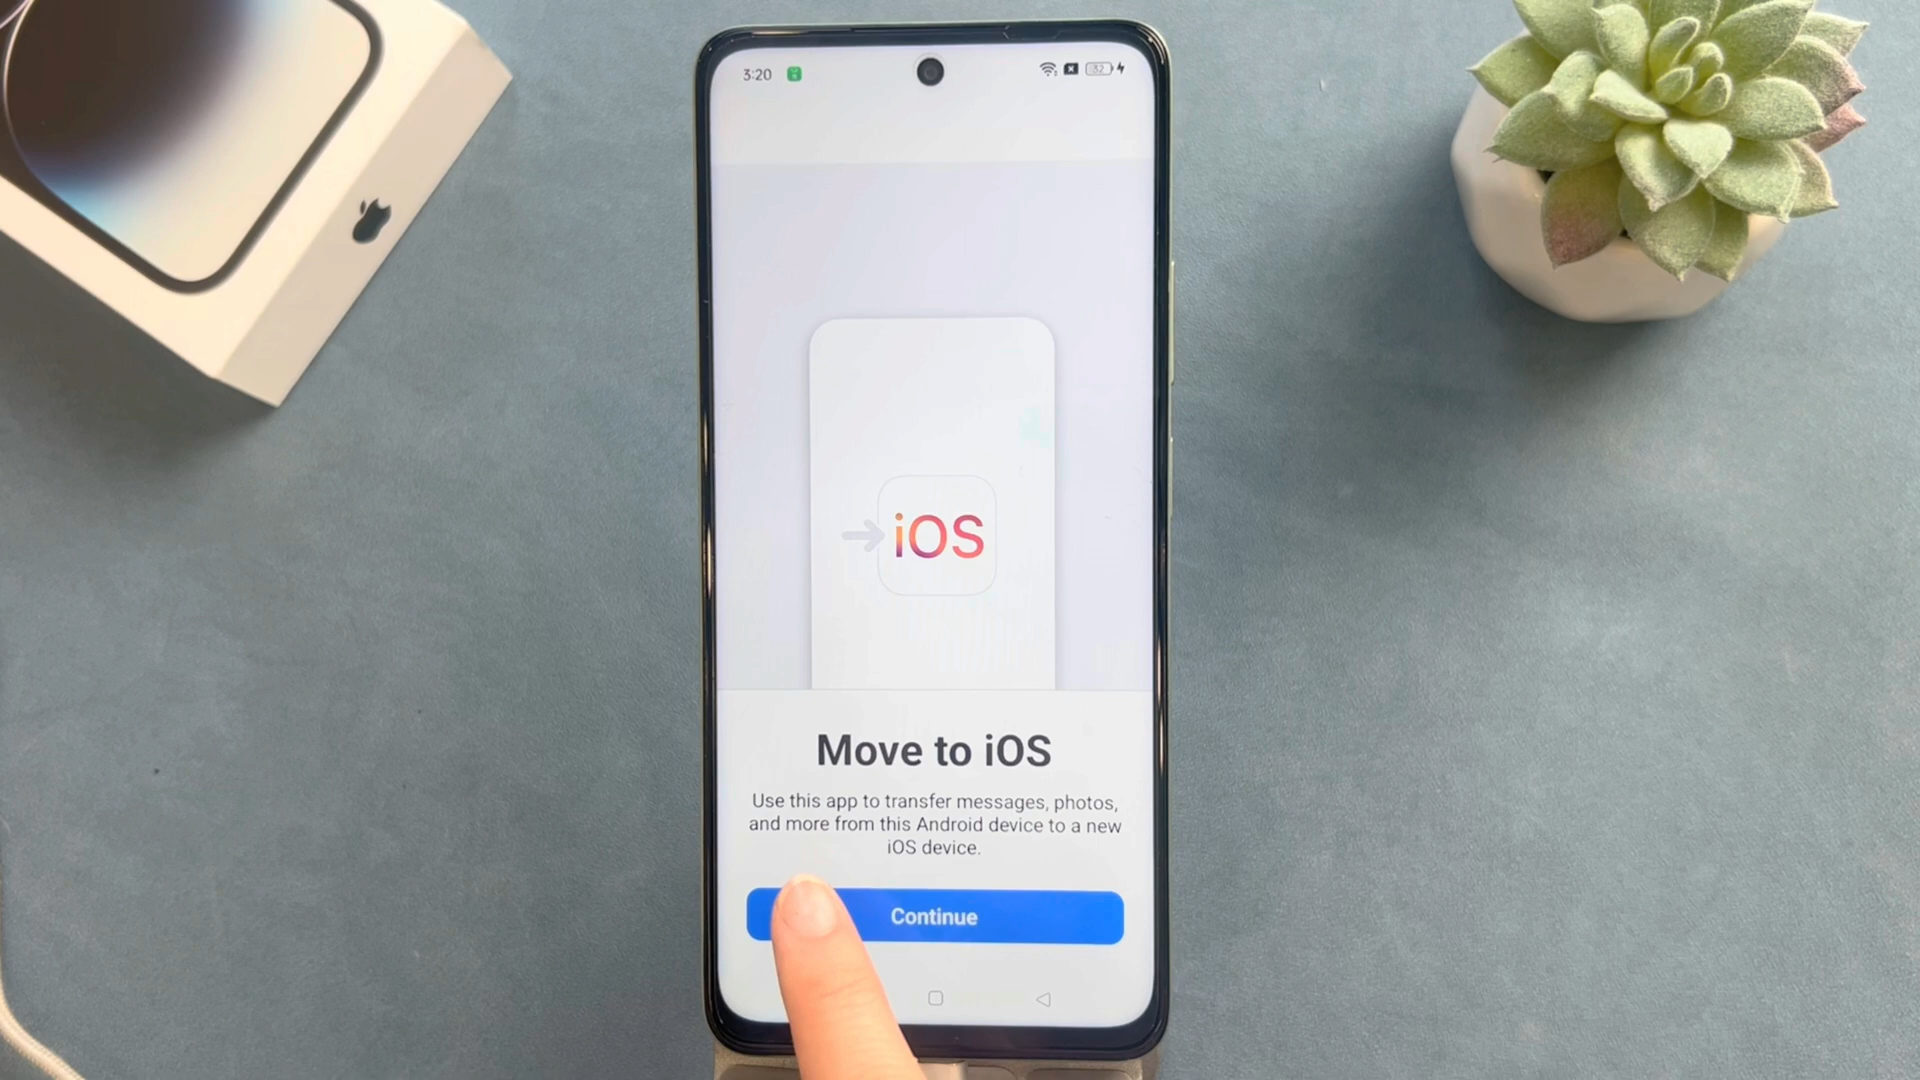 3:20
32
iOS
Move to iOS
Use this app to transfer messages, photos,
and more from this Android device to a new
iOS device.
Continue